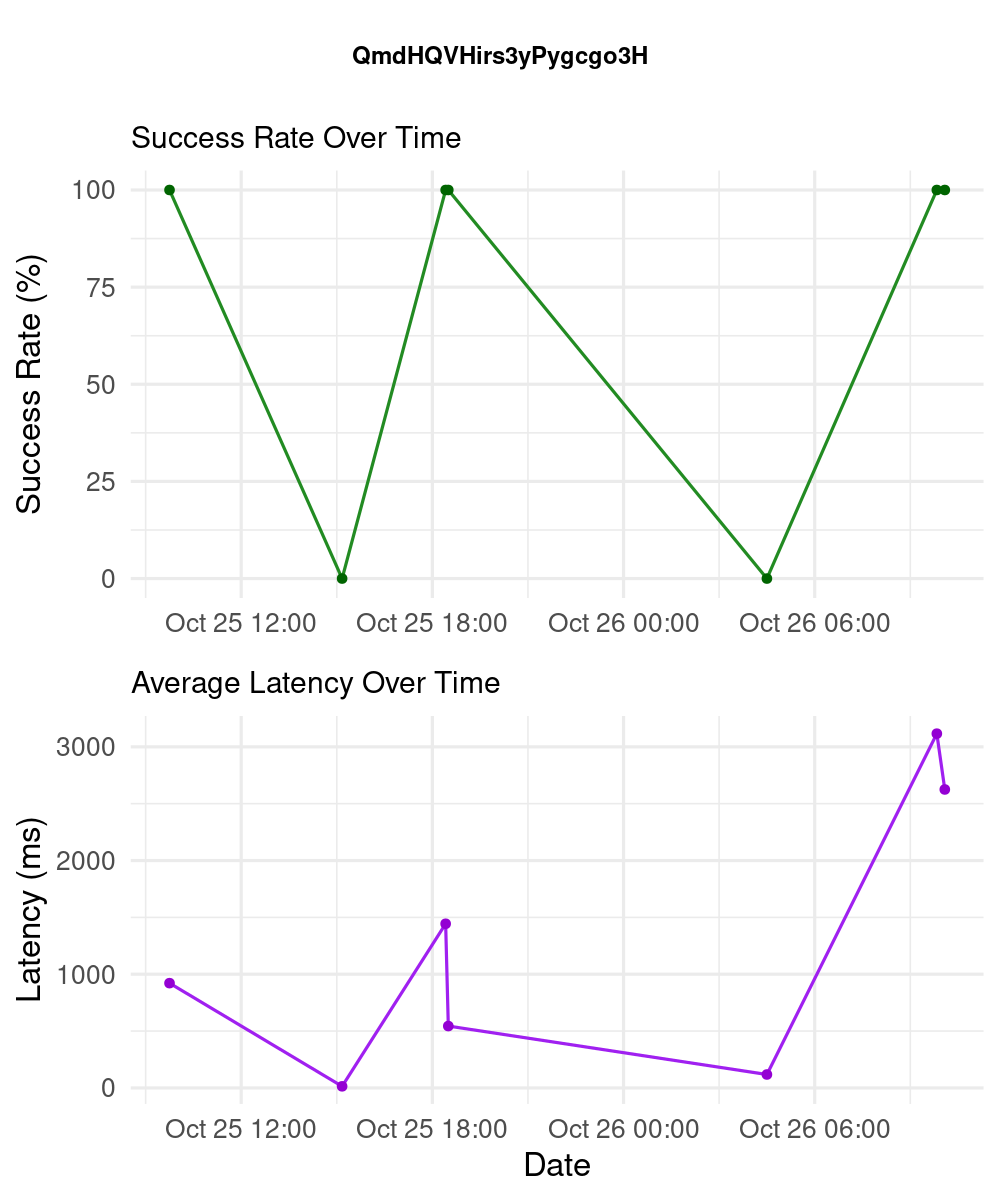 QmdHQVHirs3yPygcgo3H
Success Rate Over Time
Success Rate (%)
100
75
50
25
0
Oct 25 12:00 Oct 25 18:00 Oct 26 00:00 Oct 26 06:00
Average Latency Over Time
Latency (ms)
3000
2000
1000
0
Oct 25 12:00 Oct 25 18:00 Oct 26 00:00 Oct 26 06:00
Date